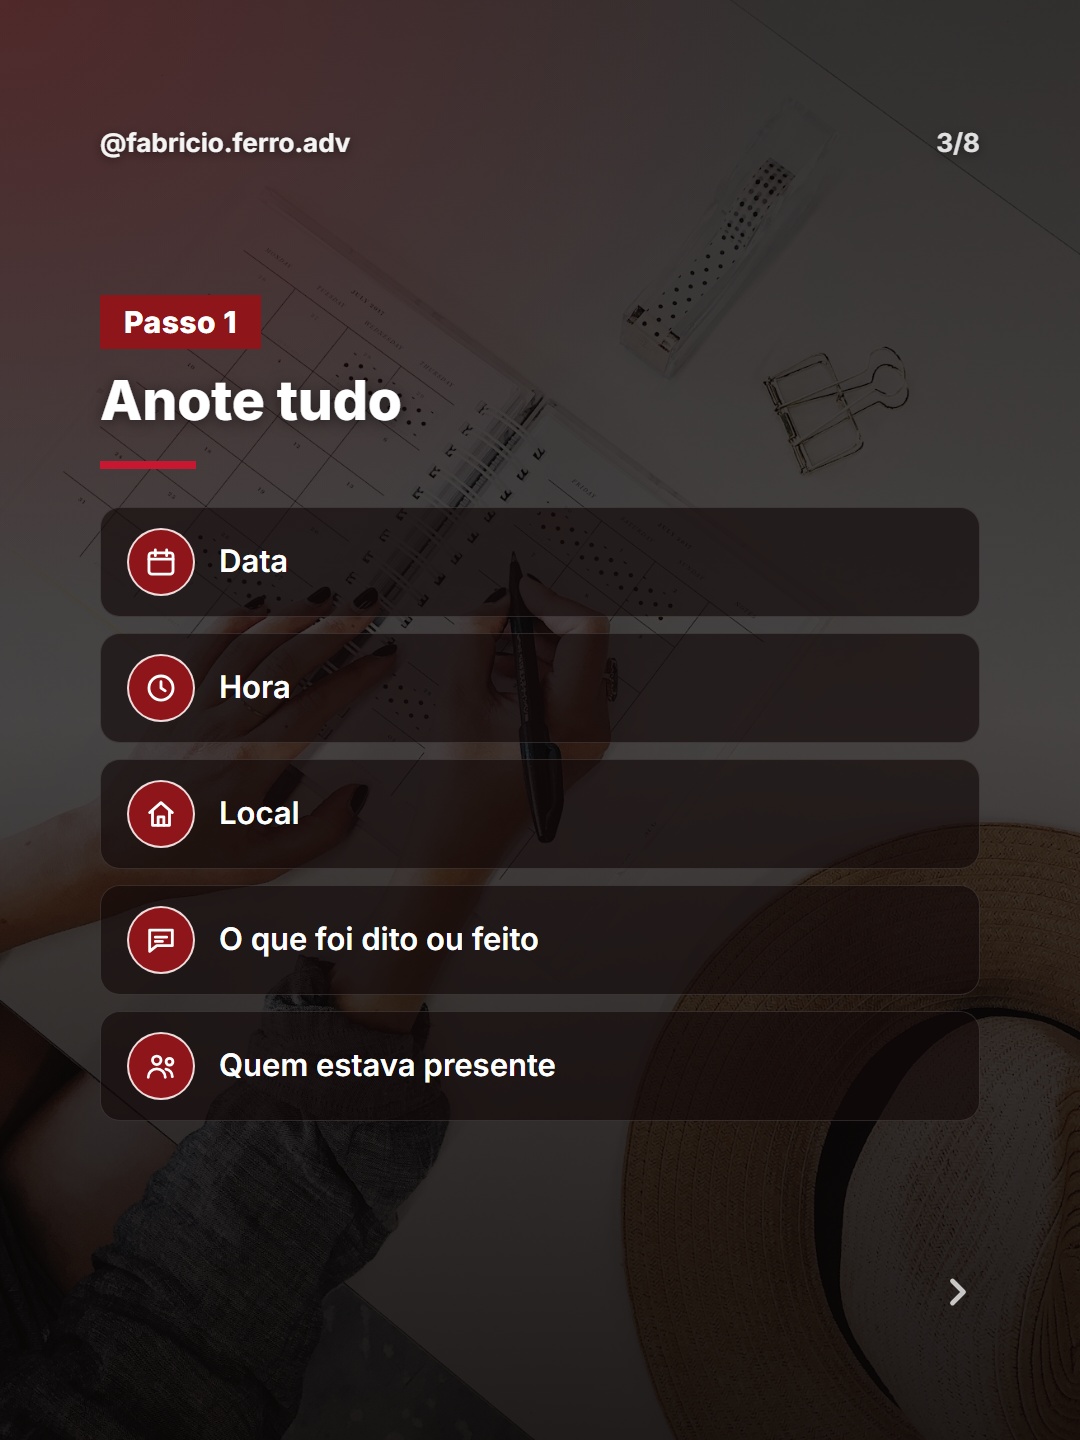 @fabricio.ferro.adv
3/8
Passo 1
Anote tudo
Data
Hora
Local
O que foi dito ou feito
Quem estava presente